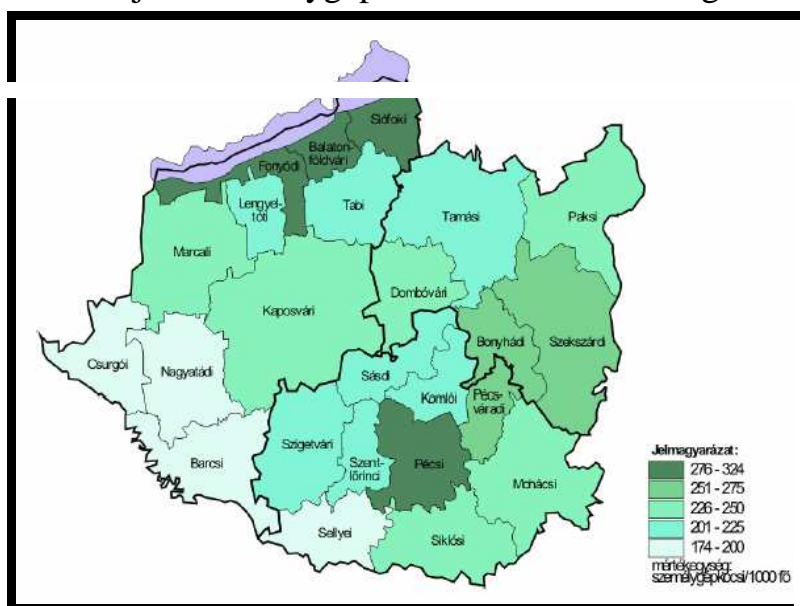 Siófoki
Balaton-
földvári
Fonyódi
Lengyel-
tóti
Tabi
Tamási
Paksi
Marcali
Kaposvári
Dombóvári
Csurgói
Nagyatádi
Bonyhádi
Szekszárdi
Sásdi
Komlói
Pécs-
váradi
Barcsi
Szigetvári
Szent-
lőrinci
Pécsi
Mohácsi
Sellyei
Siklósi
Jelmagyarázat:
276 - 324
251 - 275
226 - 250
201 - 225
174 - 200
mértékegység:
személygépkocsi/1000 fő